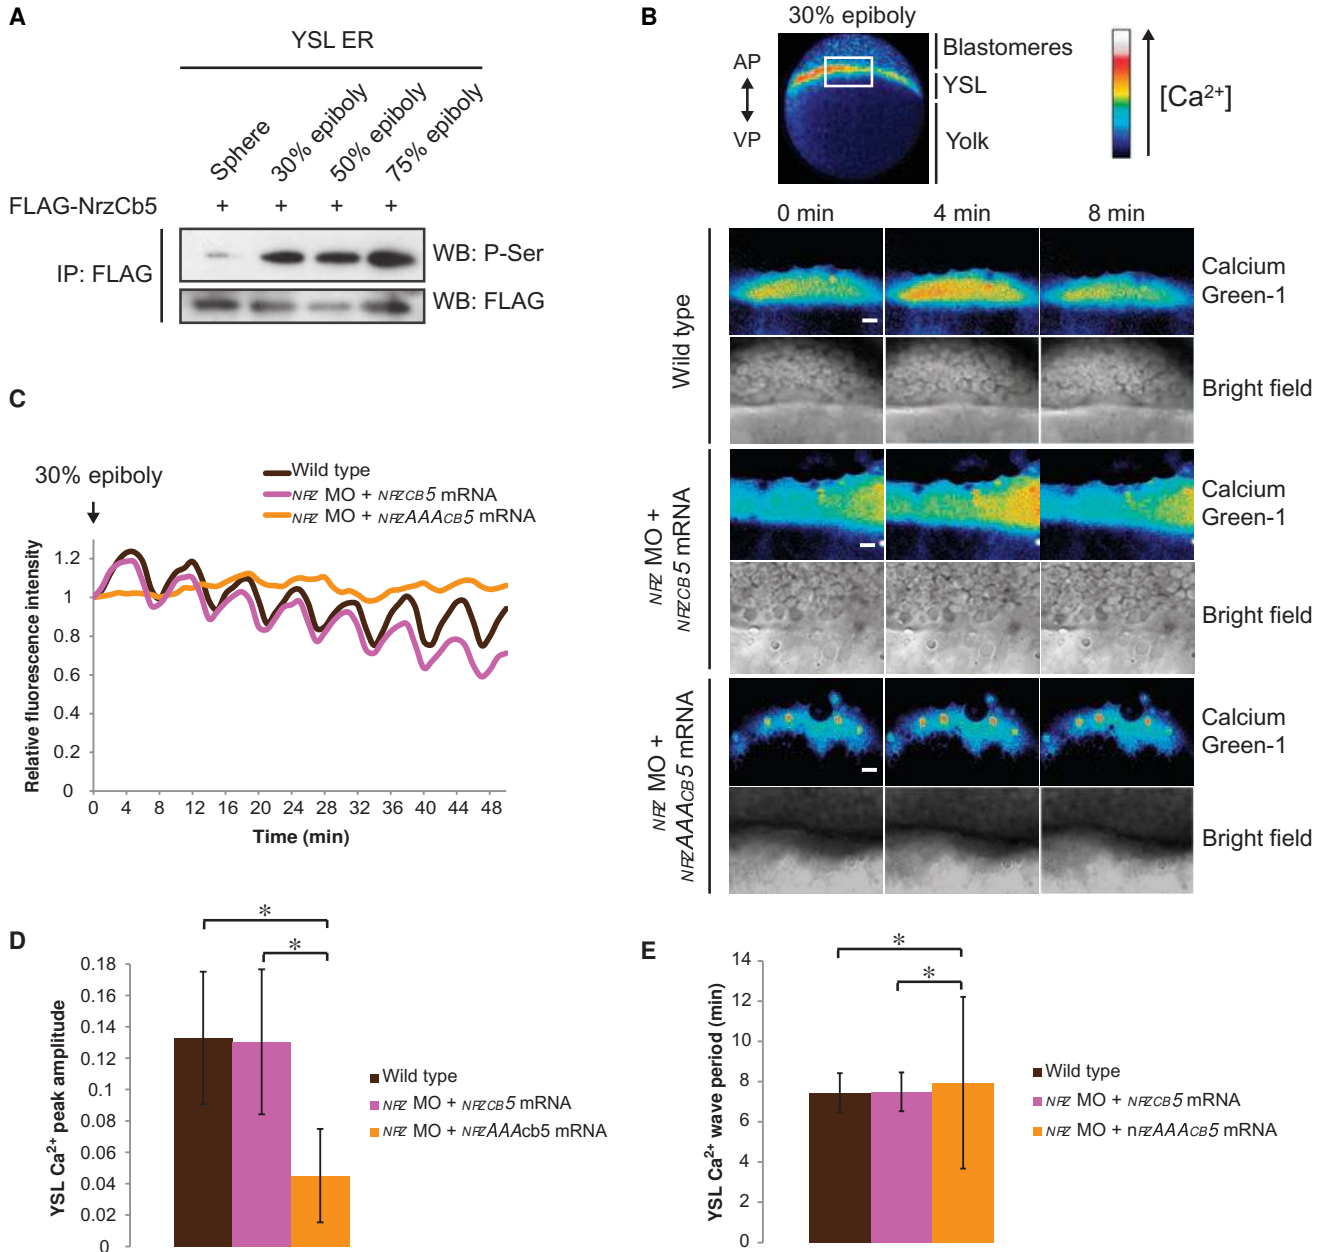 A
YSL ER
Sphere
30% epiboly
50% epiboly
75% epiboly
FLAG-NrzCb5 + + + +
IP: FLAG
WB: P-Ser
WB: FLAG
B
30% epiboly
AP
VP
Blastomeres
YSL
Yolk
[Ca²⁺]
0 min 4 min 8 min
Wild type
Calcium
Green-1
Bright field
NRZ MO +
NRZCB5 mRNA
Calcium
Green-1
Bright field
NRZ MO +
NRZAAACB5 mRNA
Calcium
Green-1
Bright field
C
30% epiboly
Wild type
NRZ MO + NRZCB5 mRNA
NRZ MO + NRZAAACB5 mRNA
Relative fluorescence intensity
1.2
1
0.8
0.6
0.4
0.2
0
0 4 8 12 16 20 24 28 32 36 40 44 48
Time (min)
D
* 
*
YSL Ca²⁺ peak amplitude
0.18
0.16
0.14
0.12
0.1
0.08
0.06
0.04
0.02
0
Wild type
NRZ MO + NRZCB5 mRNA
NRZ MO + NRZAAAcb5 mRNA
E
*
*
YSL Ca²⁺ wave period (min)
14
12
10
8
6
4
2
0
Wild type
NRZ MO + NRZCB5 mRNA
NRZ MO + nRZAAACB5 mRNA